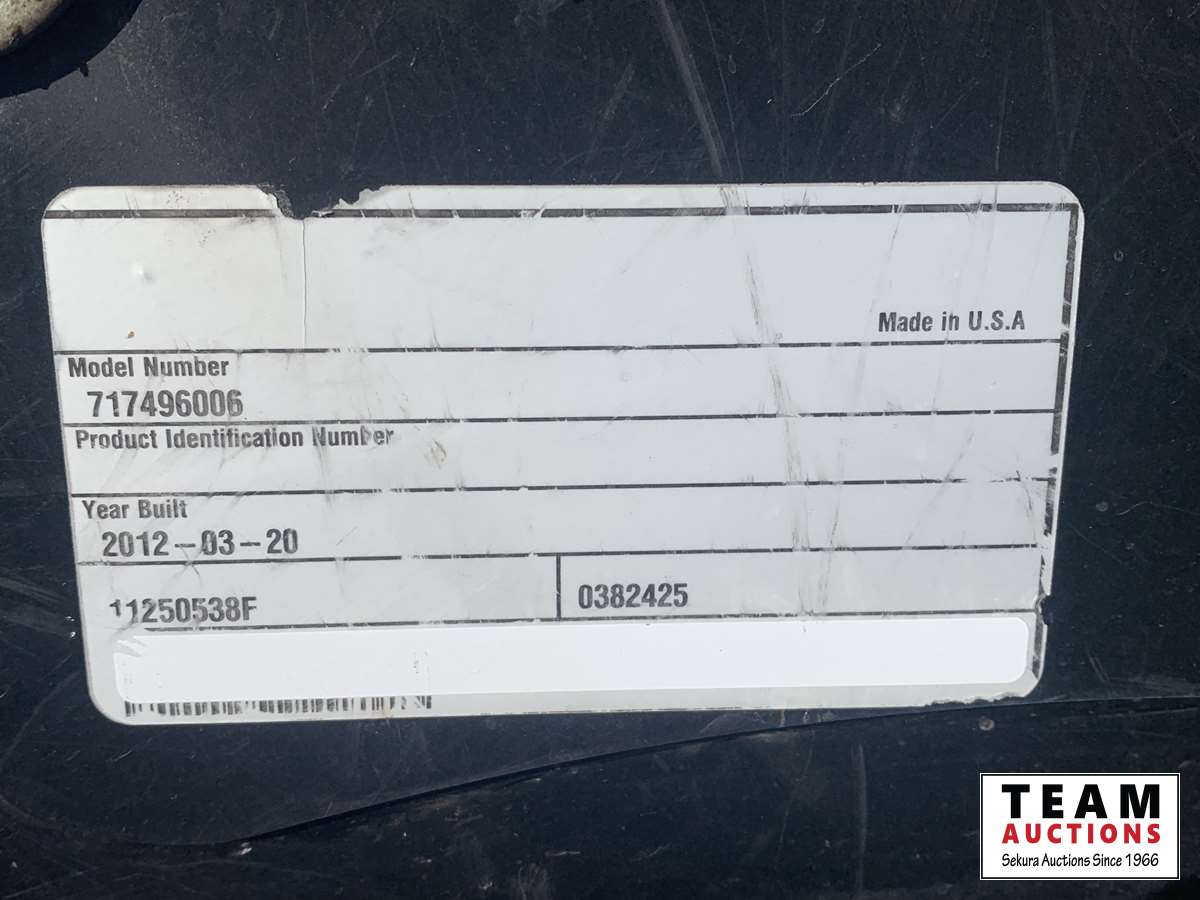 Made in U.S.A
Model Number
717496006
Product Identification Number
Year Built
2012-03-20
11250538F 0382425
TEAM
AUCTIONS
Sekura Auctions Since 1966